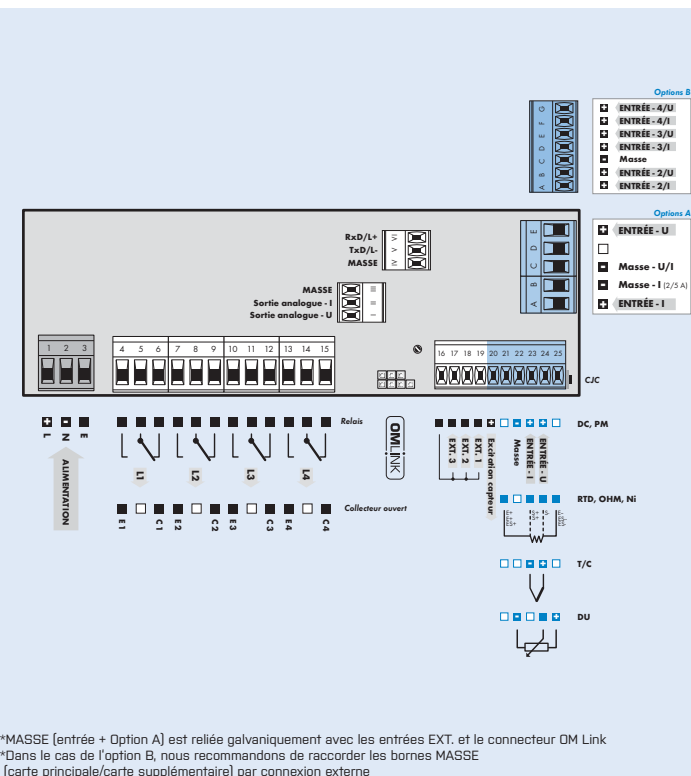 Options B
G ENTRÉE - 4/U
F ENTRÉE - 4/I
E ENTRÉE - 3/U
D ENTRÉE - 3/I
C Masse
B ENTRÉE - 2/U
A ENTRÉE - 2/I
Options A
E ENTRÉE - U
D
C Masse - U/I
B Masse - I (2/5 A)
A ENTRÉE - I
RxD/L+ VI
TxD/L- V
MASSE IV
MASSE III
Sortie analogue - I II
Sortie analogue - U I
1 2 3 4 5 6 7 8 9 10 11 12 13 14 15 16 17 18 19 20 21 22 23 24 25
CJC
L N E
ALIMENTATION
L1 L2 L3 L4
Relais
E1 C1 E2 C2 E3 C3 E4 C4
Collecteur ouvert
OMLINK
EXT. 3
EXT. 2
EXT. 1
Excitation capteur
Masse
ENTRÉE - I
ENTRÉE - U
DC, PM
RTD, OHM, Ni
T/C
DU
*MASSE (entrée + Option A) est reliée galvaniquement avec les entrées EXT. et le connecteur OM Link
*Dans le cas de l'option B, nous recommandons de raccorder les bornes MASSE
(carte principale/carte supplémentaire) par connexion externe